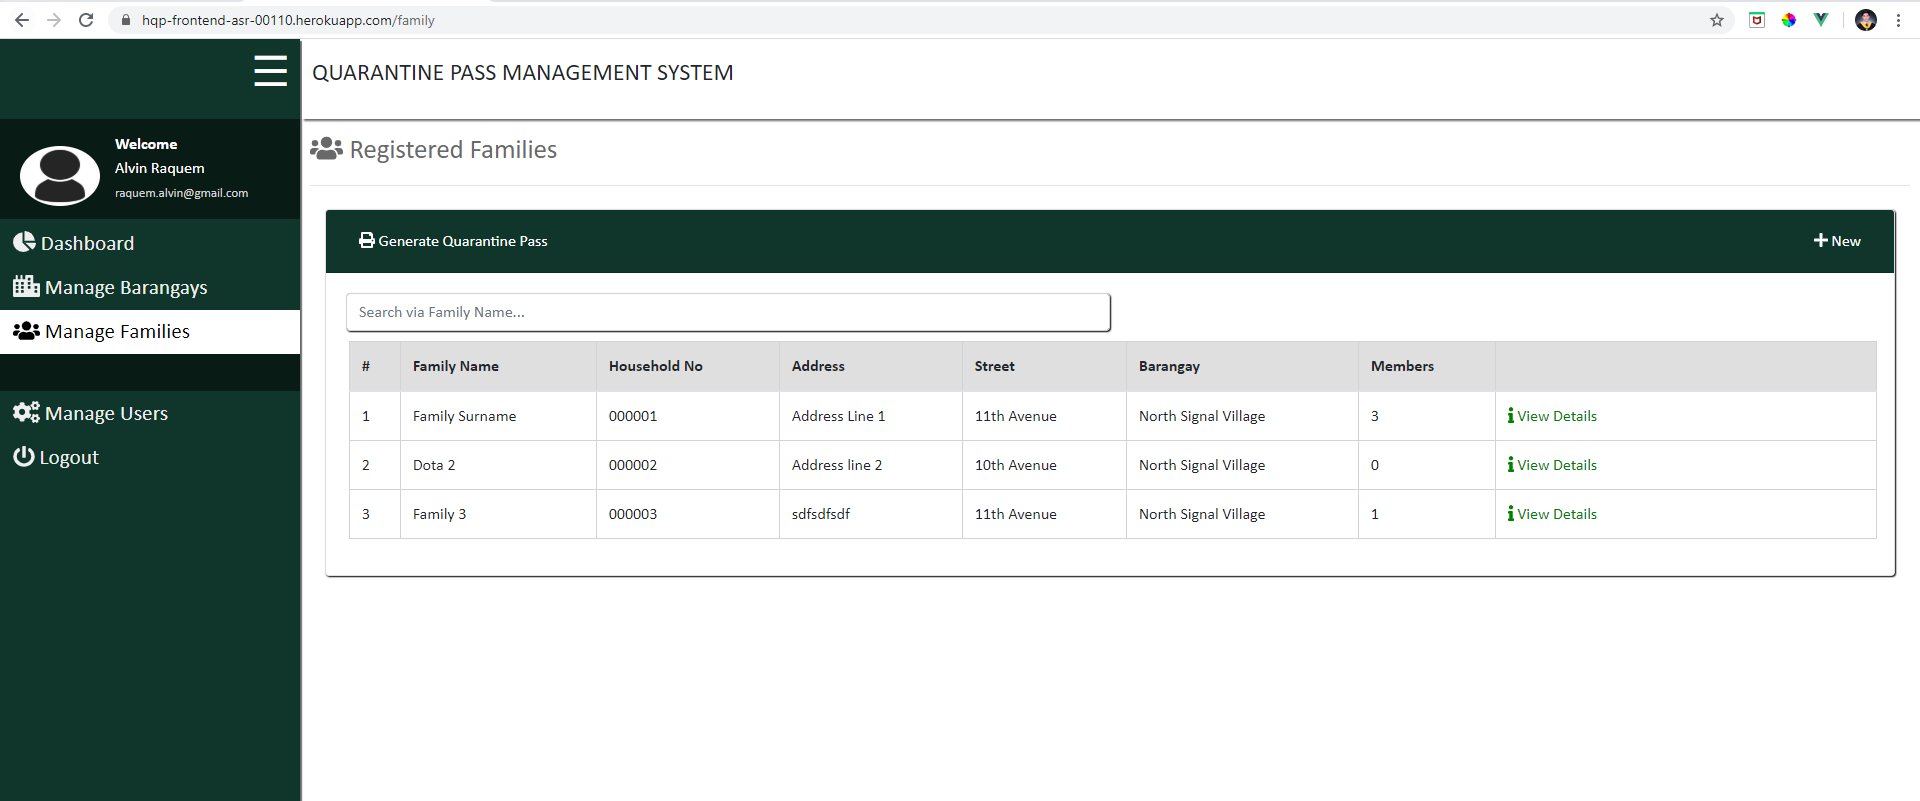 hqp-frontend-asr-00110.herokuapp.com/family
QUARANTINE PASS MANAGEMENT SYSTEM
Welcome
Alvin Raquem
raquem.alvin@gmail.com
Dashboard
Manage Barangays
Manage Families
Manage Users
Logout
Registered Families
Generate Quarantine Pass
New
Search via Family Name...
# Family Name Household No Address Street Barangay Members
1 Family Surname 000001 Address Line 1 11th Avenue North Signal Village 3 View Details
2 Dota 2 000002 Address line 2 10th Avenue North Signal Village 0 View Details
3 Family 3 000003 sdfsdfsdf 11th Avenue North Signal Village 1 View Details